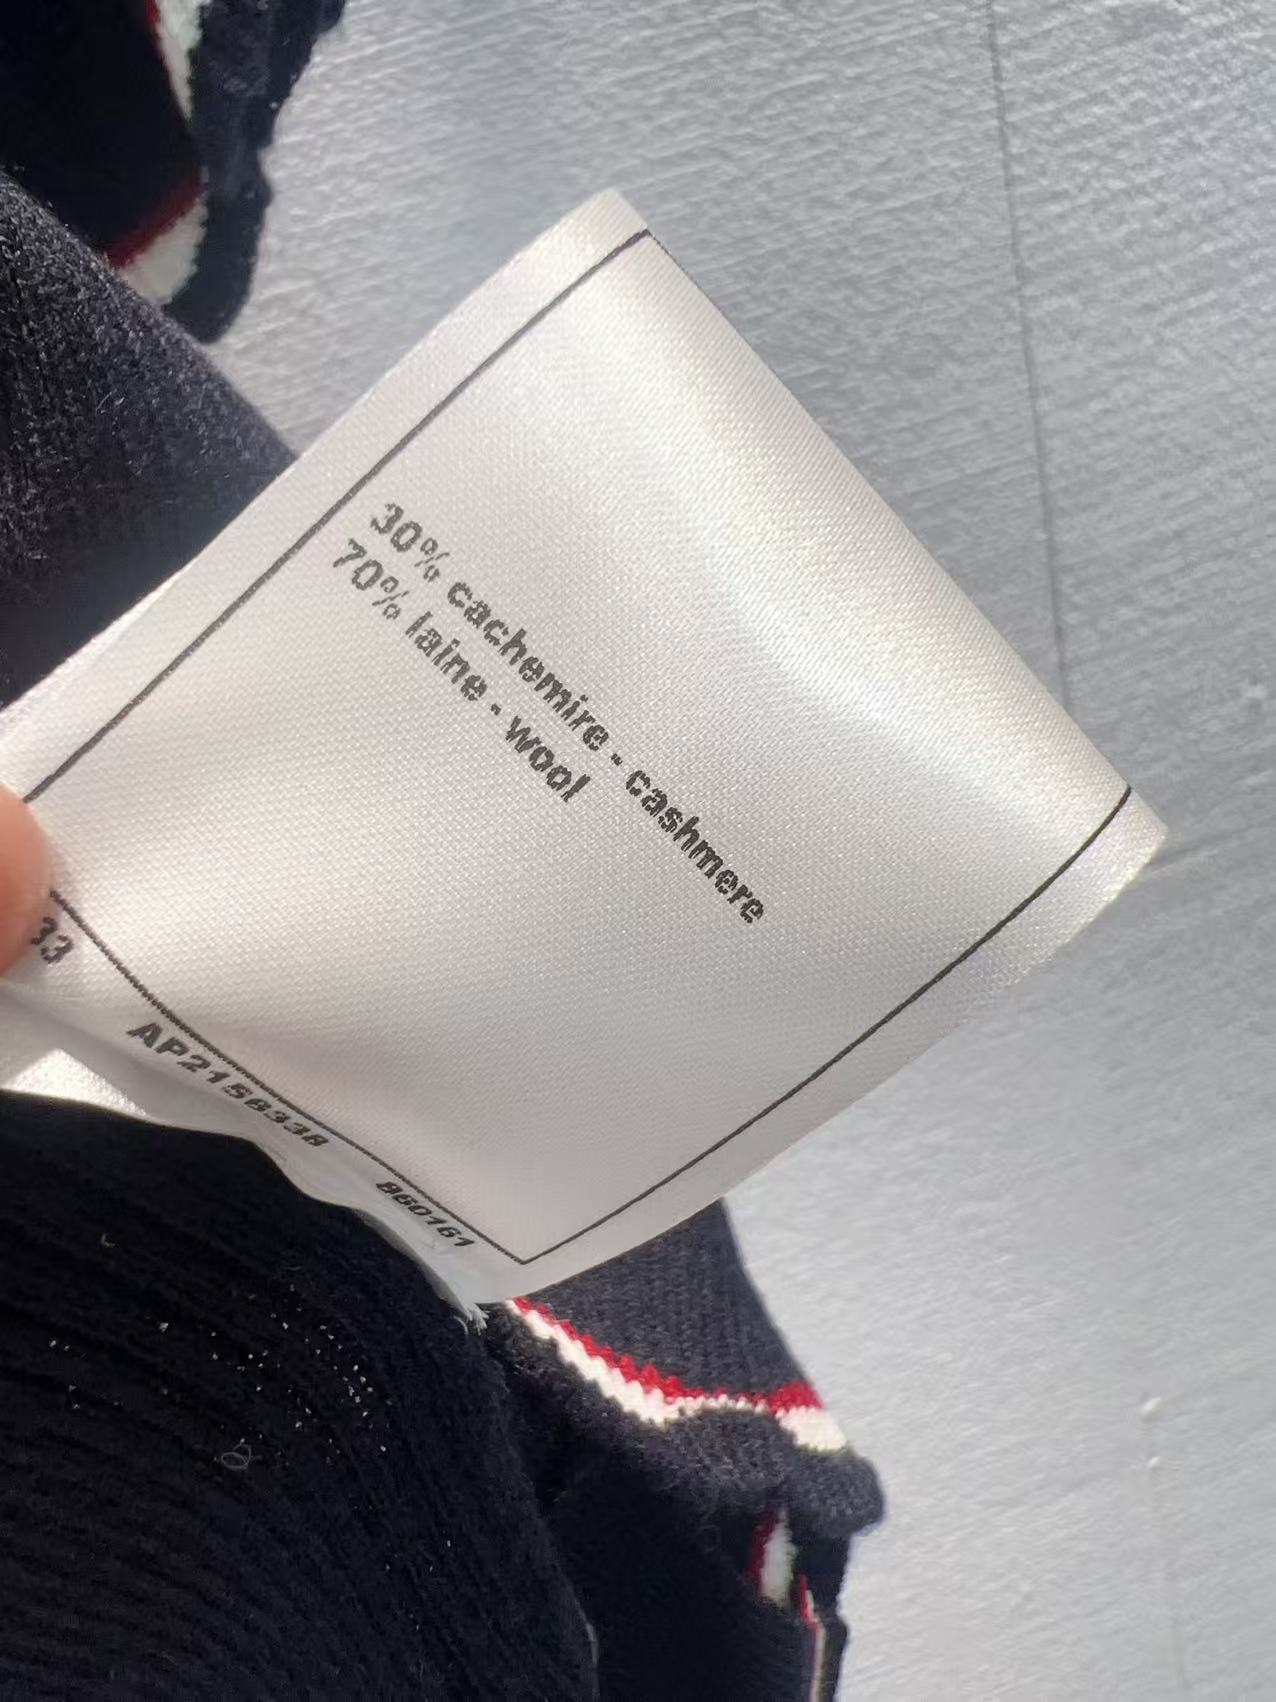 30% cachemire - cashmere
70% laine - wool
33
AP2156338
860161